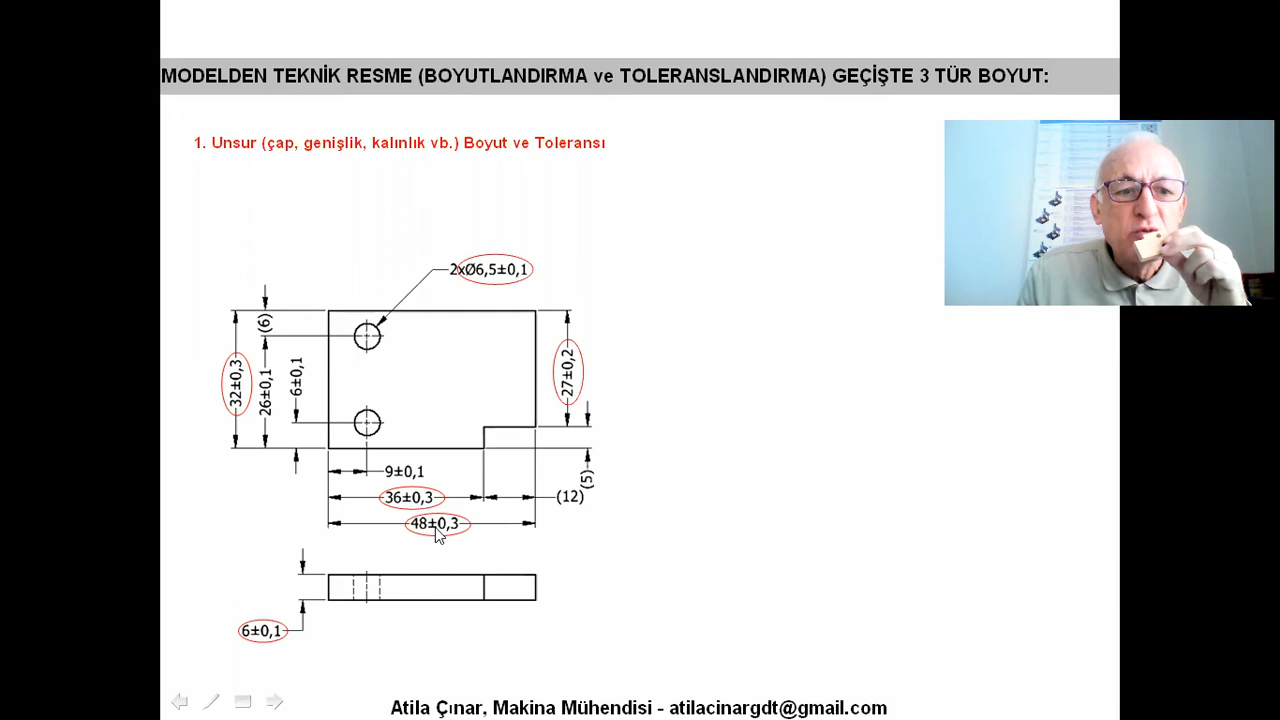 MODELDEN TEKNİK RESME (BOYUTLANDIRMA ve TOLERANSLANDIRMA) GEÇİŞTE 3 TÜR BOYUT:
1. Unsur (çap, genişlik, kalınlık vb.) Boyut ve Toleransı
2xØ6,5±0,1
(6)
32±0,3
26±0,1
6±0,1
27±0,2
9±0,1
(5)
36±0,3
(12)
48±0,3
6±0,1
Atila Çınar, Makina Mühendisi - atilacinargdt@gmail.com